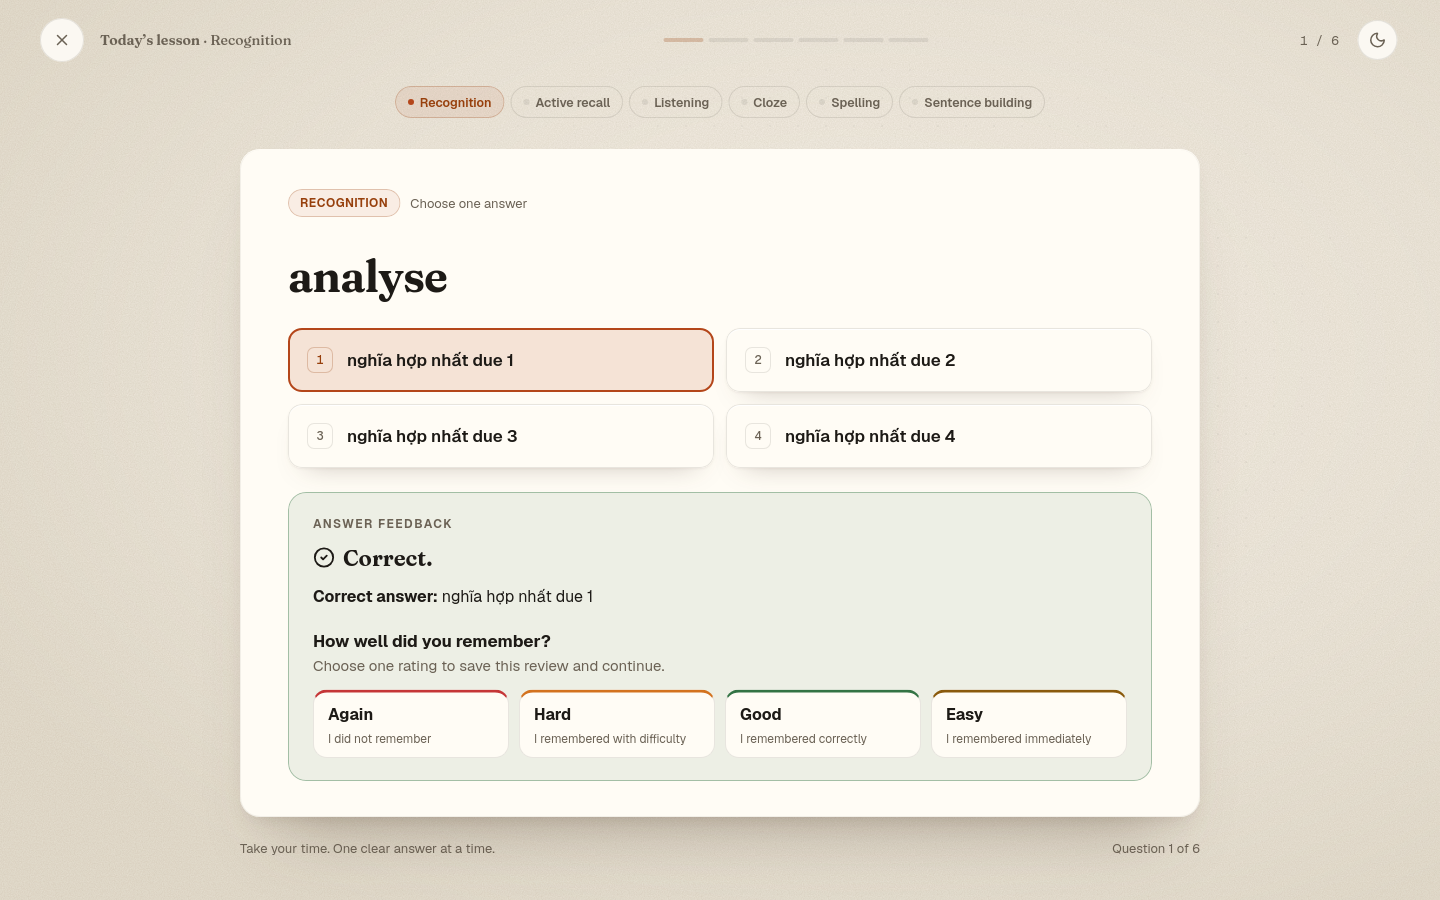 Today’s lesson · Recognition
1 / 6
Recognition
Active recall
Listening
Cloze
Spelling
Sentence building
RECOGNITION
Choose one answer
analyse
1 nghĩa hợp nhất due 1
2 nghĩa hợp nhất due 2
3 nghĩa hợp nhất due 3
4 nghĩa hợp nhất due 4
ANSWER FEEDBACK
Correct.
Correct answer: nghĩa hợp nhất due 1
How well did you remember?
Choose one rating to save this review and continue.
Again
I did not remember
Hard
I remembered with difficulty
Good
I remembered correctly
Easy
I remembered immediately
Take your time. One clear answer at a time.
Question 1 of 6